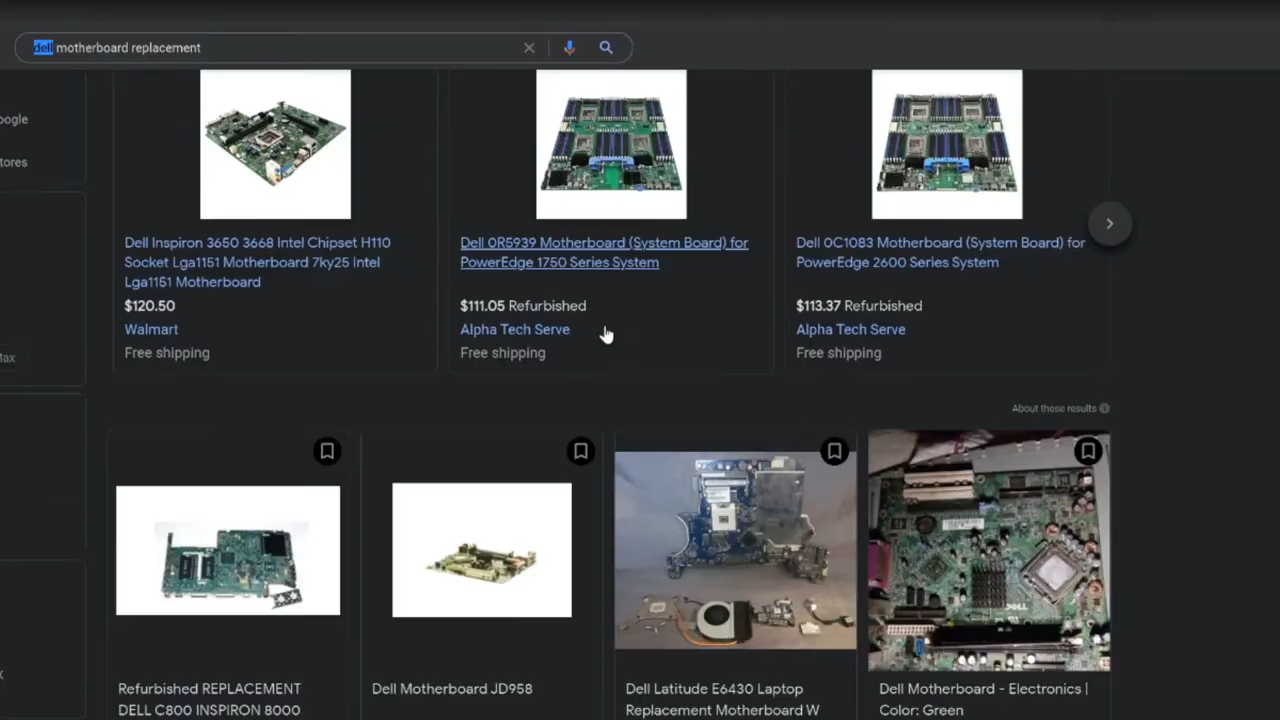 dell motherboard replacement
oogle
tores
Max
x
Dell Inspiron 3650 3668 Intel Chipset H110
Socket Lga1151 Motherboard 7ky25 Intel
Lga1151 Motherboard
$120.50
Walmart
Free shipping
Dell 0R5939 Motherboard (System Board) for
PowerEdge 1750 Series System
$111.05 Refurbished
Alpha Tech Serve
Free shipping
Dell 0C1083 Motherboard (System Board) for
PowerEdge 2600 Series System
$113.37 Refurbished
Alpha Tech Serve
Free shipping
About these results
Refurbished REPLACEMENT
DELL C800 INSPIRON 8000
Dell Motherboard JD958
Dell Latitude E6430 Laptop
Replacement Motherboard W
DELL
Dell Motherboard - Electronics |
Color: Green